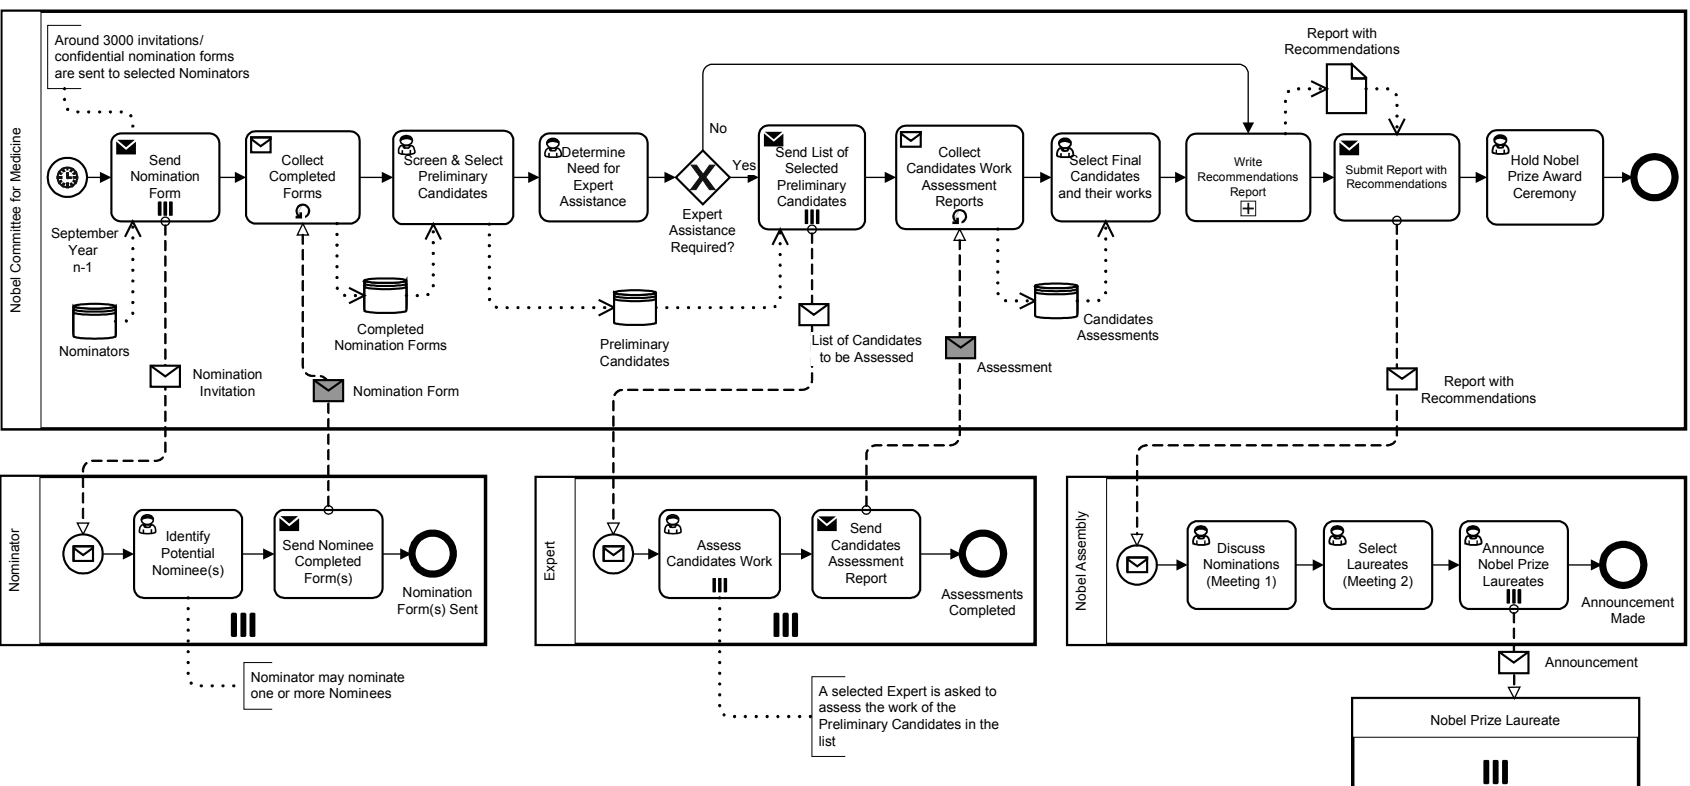 Nobel Committee for Medicine
Around 3000 invitations/
confidential nomination forms
are sent to selected Nominators
September
Year
n-1
Send
Nomination
Form
Nominators
Nomination
Invitation
Collect
Completed
Forms
Completed
Nomination Forms
Nomination Form
Screen & Select
Preliminary
Candidates
Preliminary
Candidates
Determine
Need for
Expert
Assistance
No
Yes
Expert
Assistance
Required?
Send List of
Selected
Preliminary
Candidates
List of Candidates
to be Assessed
Collect
Candidates Work
Assessment
Reports
Assessment
Candidates
Assessments
Select Final
Candidates
and their works
Write
Recommendations
Report
Report with
Recommendations
Submit Report with
Recommendations
Report with
Recommendations
Hold Nobel
Prize Award
Ceremony
Nominator
Identify
Potential
Nominee(s)
Send Nominee
Completed
Form(s)
Nomination
Form(s) Sent
Nominator may nominate
one or more Nominees
Expert
Assess
Candidates Work
Send
Candidates
Assessment
Report
Assessments
Completed
A selected Expert is asked to
assess the work of the
Preliminary Candidates in the
list
Nobel Assembly
Discuss
Nominations
(Meeting 1)
Select
Laureates
(Meeting 2)
Announce
Nobel Prize
Laureates
Announcement
Made
Announcement
Nobel Prize Laureate